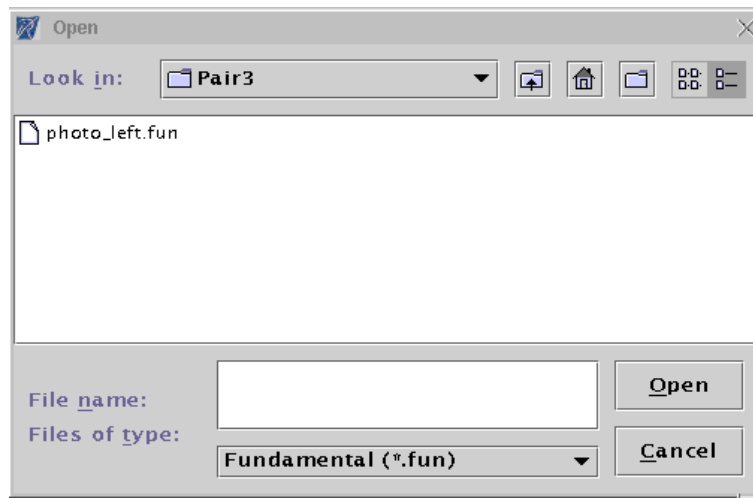 Open
Look in: Pair3
photo_left.fun
File name:
Open
Files of type:
Fundamental (*.fun)
Cancel